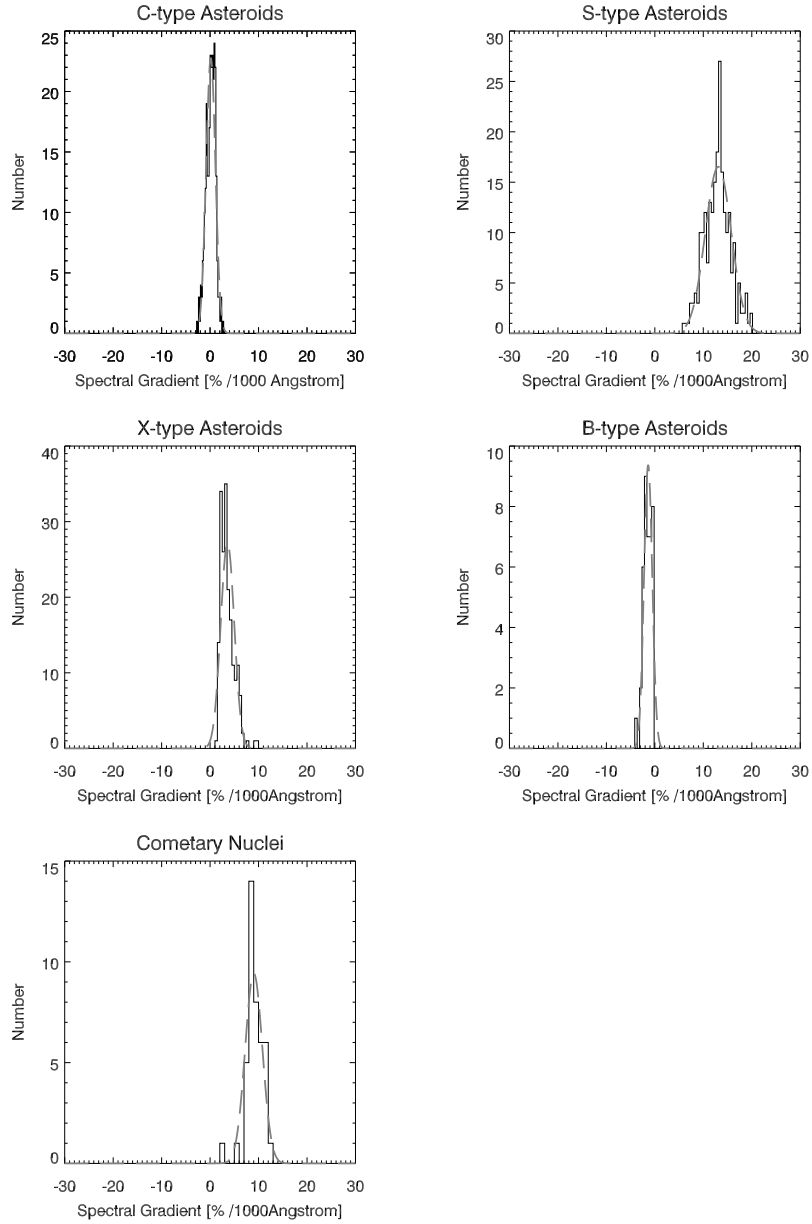 C-type Asteroids
25
20
15
10
5
0
Number
-30 -20 -10 0 10 20 30
Spectral Gradient [% /1000 Angstrom]
S-type Asteroids
30
25
20
15
10
5
0
Number
-30 -20 -10 0 10 20 30
Spectral Gradient [% /1000Angstrom]
X-type Asteroids
40
30
20
10
0
Number
-30 -20 -10 0 10 20 30
Spectral Gradient [% /1000Angstrom]
B-type Asteroids
10
8
6
4
2
0
Number
-30 -20 -10 0 10 20 30
Spectral Gradient [% /1000Angstrom]
Cometary Nuclei
15
10
5
0
Number
-30 -20 -10 0 10 20 30
Spectral Gradient [% /1000Angstrom]